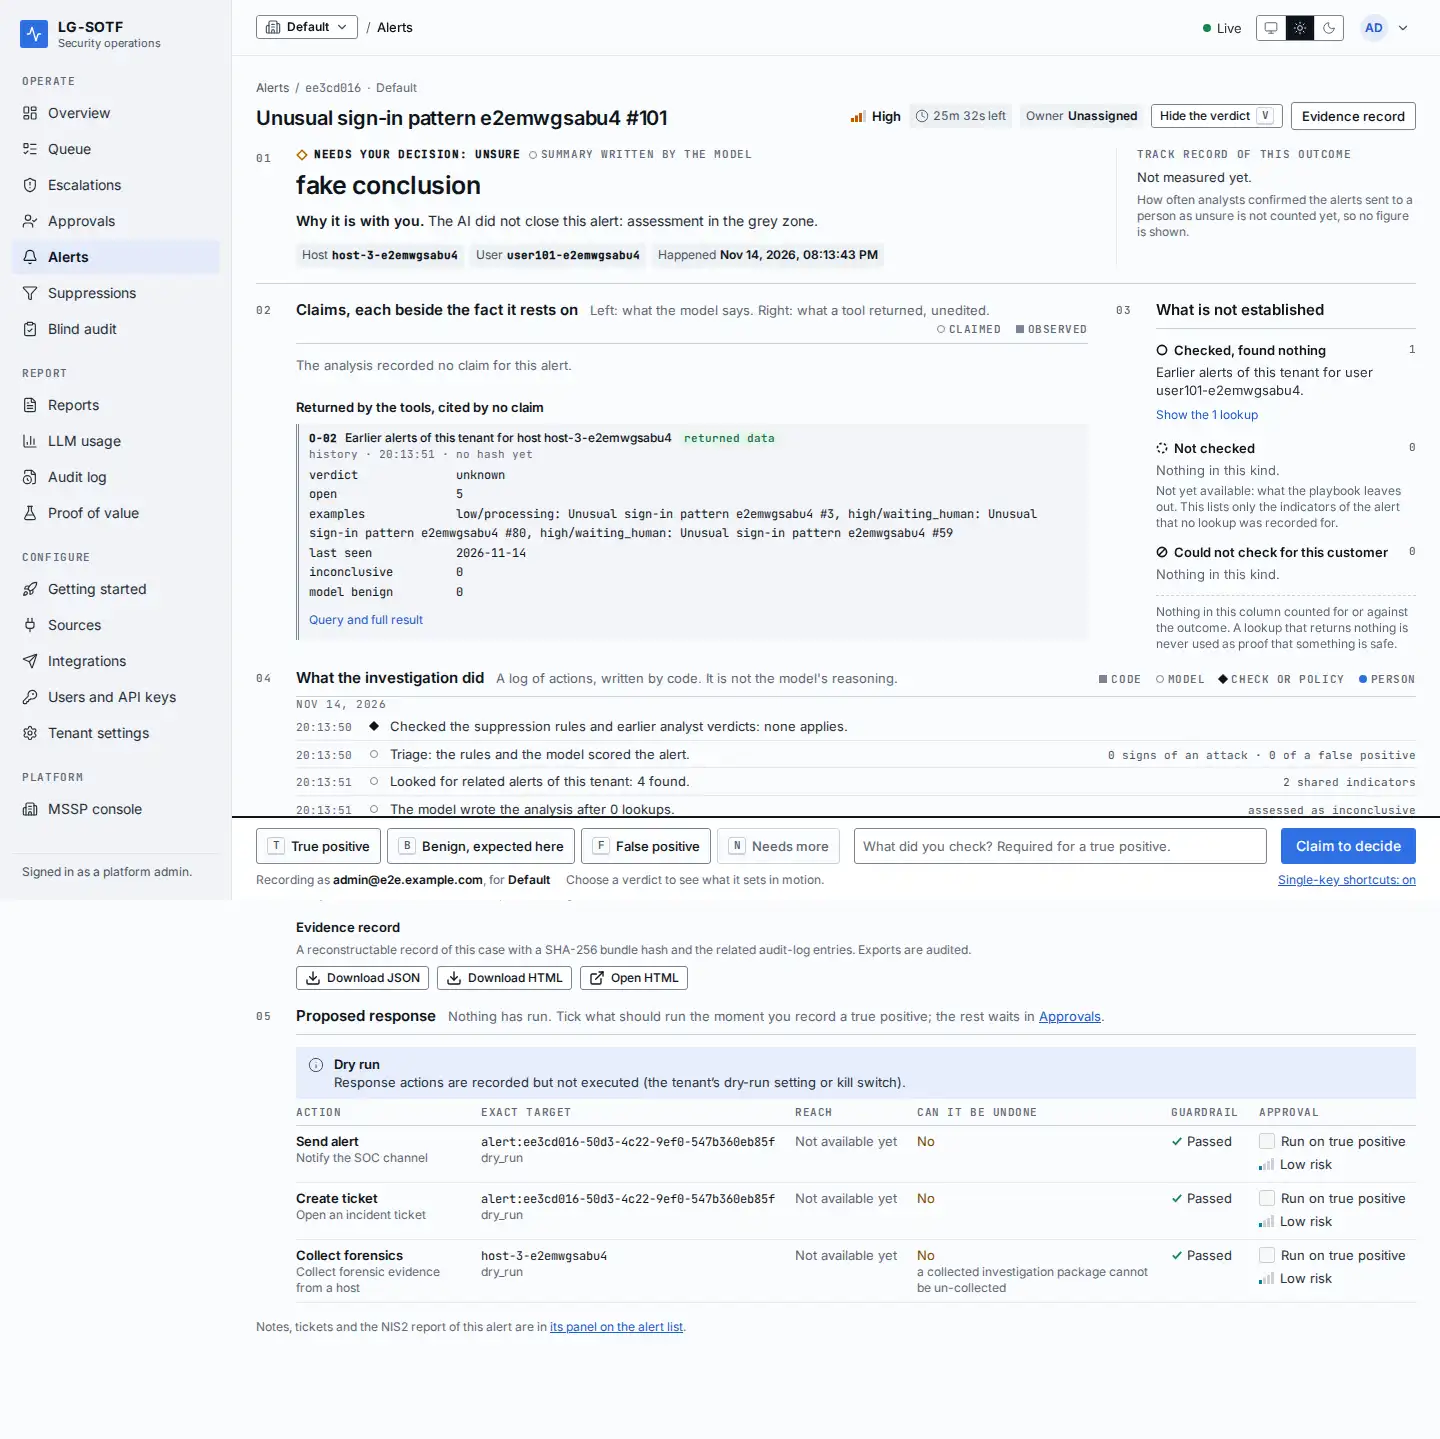 LG-SOTF
Security operations
OPERATE
Overview
Queue
Escalations
Approvals
Alerts
Suppressions
Blind audit
REPORT
Reports
LLM usage
Audit log
Proof of value
CONFIGURE
Getting started
Sources
Integrations
Users and API keys
Tenant settings
PLATFORM
MSSP console
Signed in as a platform admin.
Default / Alerts
Live
AD
Alerts / ee3cd016 · Default
Unusual sign-in pattern e2emwgsabu4 #101
High
25m 32s left
Owner Unassigned
Hide the verdict V
Evidence record
01
NEEDS YOUR DECISION: UNSURE SUMMARY WRITTEN BY THE MODEL
fake conclusion
Why it is with you. The AI did not close this alert: assessment in the grey zone.
Host host-3-e2emwgsabu4 User user101-e2emwgsabu4 Happened Nov 14, 2026, 08:13:43 PM
TRACK RECORD OF THIS OUTCOME
Not measured yet.
How often analysts confirmed the alerts sent to a
person as unsure is not counted yet, so no figure
is shown.
02 Claims, each beside the fact it rests on Left: what the model says. Right: what a tool returned, unedited.
CLAIMED OBSERVED
The analysis recorded no claim for this alert.
Returned by the tools, cited by no claim
O-02 Earlier alerts of this tenant for host host-3-e2emwgsabu4 returned data
history · 20:13:51 · no hash yet
verdict unknown
open 5
examples low/processing: Unusual sign-in pattern e2emwgsabu4 #3, high/waiting_human: Unusual
sign-in pattern e2emwgsabu4 #80, high/waiting_human: Unusual sign-in pattern e2emwgsabu4 #59
last seen 2026-11-14
inconclusive 0
model benign 0
Query and full result
03 What is not established
Checked, found nothing 1
Earlier alerts of this tenant for user
user101-e2emwgsabu4.
Show the 1 lookup
Not checked 0
Nothing in this kind.
Not yet available: what the playbook leaves
out. This lists only the indicators of the alert
that no lookup was recorded for.
Could not check for this customer 0
Nothing in this kind.
Nothing in this column counted for or against
the outcome. A lookup that returns nothing is
never used as proof that something is safe.
04 What the investigation did A log of actions, written by code. It is not the model's reasoning.
CODE MODEL CHECK OR POLICY PERSON
NOV 14, 2026
20:13:50 Checked the suppression rules and earlier analyst verdicts: none applies.
20:13:50 Triage: the rules and the model scored the alert. 0 signs of an attack · 0 of a false positive
20:13:51 Looked for related alerts of this tenant: 4 found. 2 shared indicators
20:13:51 The model wrote the analysis after 0 lookups. assessed as inconclusive
T True positive
B Benign, expected here
F False positive
N Needs more
What did you check? Required for a true positive.
Claim to decide
Recording as admin@e2e.example.com, for Default Choose a verdict to see what it sets in motion.
Single-key shortcuts: on
Evidence record
A reconstructable record of this case with a SHA-256 bundle hash and the related audit-log entries. Exports are audited.
Download JSON
Download HTML
Open HTML
05 Proposed response Nothing has run. Tick what should run the moment you record a true positive; the rest waits in Approvals.
Dry run
Response actions are recorded but not executed (the tenant's dry-run setting or kill switch).
ACTION EXACT TARGET REACH CAN IT BE UNDONE GUARDRAIL APPROVAL
Send alert alert:ee3cd016-50d3-4c22-9ef0-547b360eb85f Not available yet No Passed Run on true positive
Notify the SOC channel dry_run Low risk
Create ticket alert:ee3cd016-50d3-4c22-9ef0-547b360eb85f Not available yet No Passed Run on true positive
Open an incident ticket dry_run Low risk
Collect forensics host-3-e2emwgsabu4 Not available yet No Passed Run on true positive
Collect forensic evidence dry_run a collected investigation package cannot Low risk
from a host be un-collected
Notes, tickets and the NIS2 report of this alert are in its panel on the alert list.